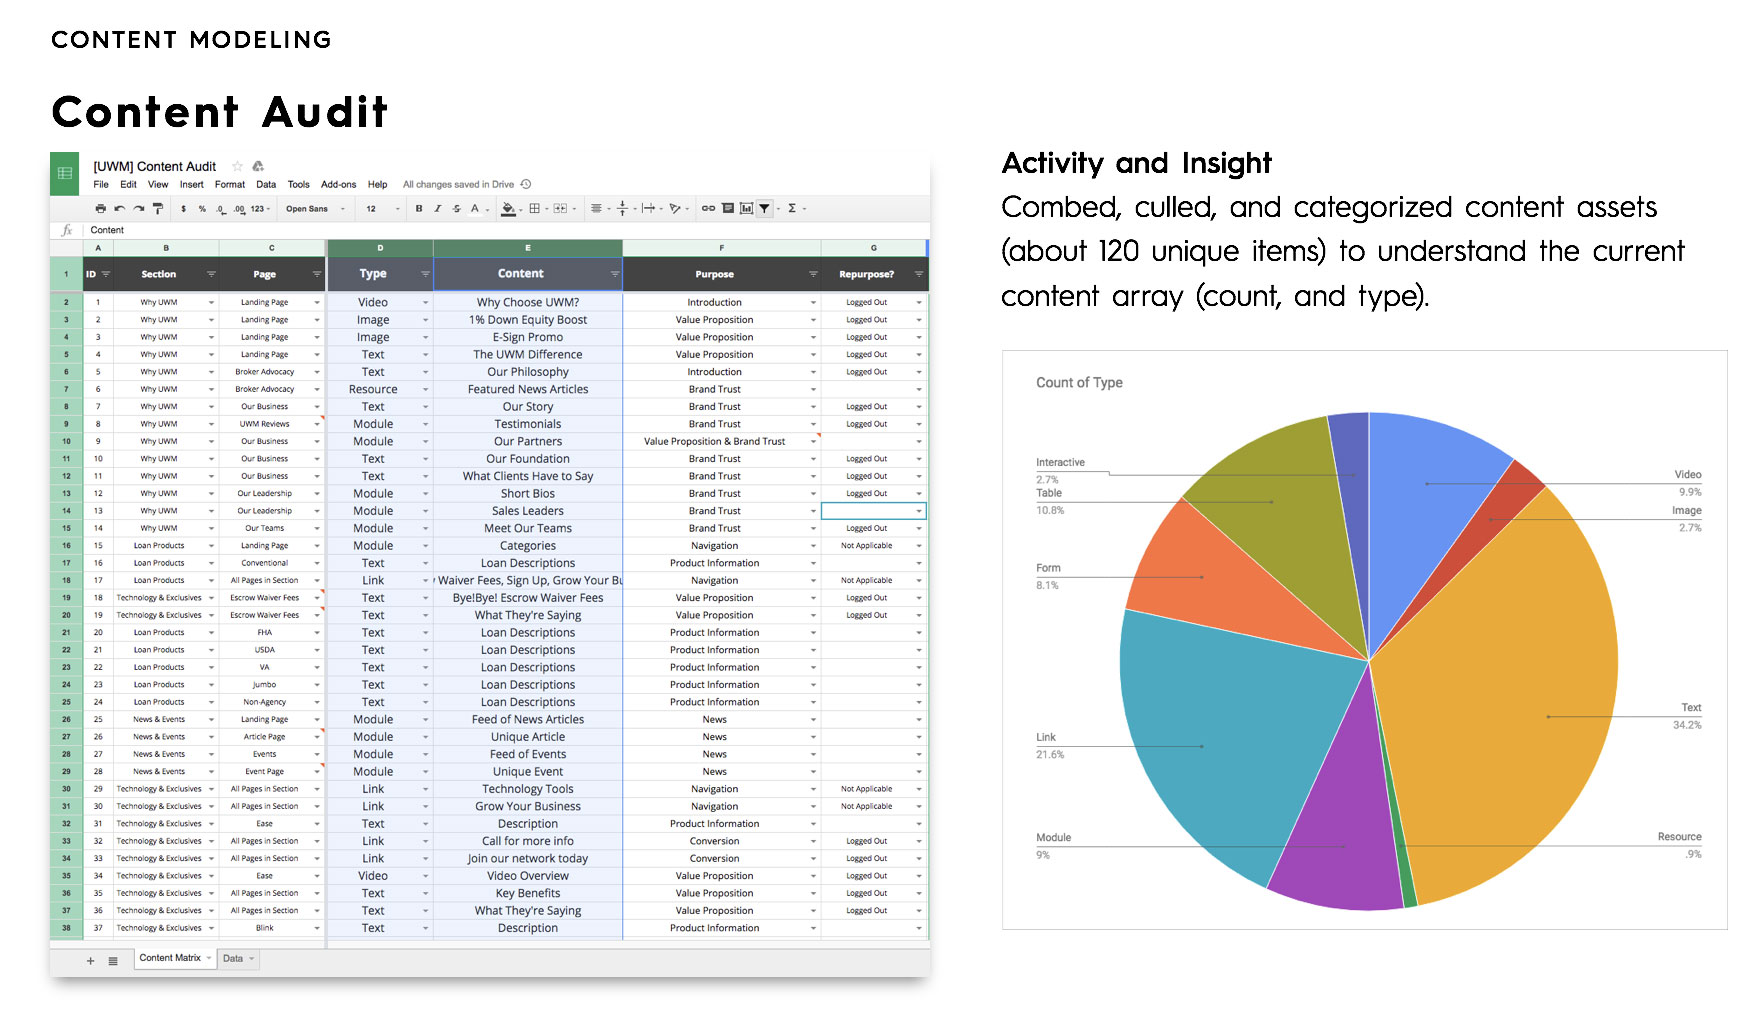 CONTENT MODELING
Content Audit
[UWM] Content Audit
File Edit View Insert Format Data Tools Add-ons Help All changes saved in Drive
$ % .0 .00 123 Open Sans 12 B I S A Σ
fx Content
A B C D E F G
1 ID Section Page Type Content Purpose Repurpose?
2 1 Why UWM Landing Page Video Why Choose UWM? Introduction Logged Out
3 2 Why UWM Landing Page Image 1% Down Equity Boost Value Proposition Logged Out
4 3 Why UWM Landing Page Image E-Sign Promo Value Proposition Logged Out
5 4 Why UWM Landing Page Text The UWM Difference Value Proposition Logged Out
6 5 Why UWM Broker Advocacy Text Our Philosophy Introduction Logged Out
7 6 Why UWM Broker Advocacy Resource Featured News Articles Brand Trust
8 7 Why UWM Our Business Text Our Story Brand Trust Logged Out
9 8 Why UWM UWM Reviews Module Testimonials Brand Trust Logged Out
10 9 Why UWM Our Business Module Our Partners Value Proposition & Brand Trust
11 10 Why UWM Our Business Text Our Foundation Brand Trust Logged Out
12 11 Why UWM Our Business Text What Clients Have to Say Brand Trust Logged Out
13 12 Why UWM Our Leadership Module Short Bios Brand Trust Logged Out
14 13 Why UWM Our Leadership Module Sales Leaders Brand Trust
15 14 Why UWM Our Teams Module Meet Our Teams Brand Trust Logged Out
16 15 Loan Products Landing Page Module Categories Navigation Not Applicable
17 16 Loan Products Conventional Text Loan Descriptions Product Information
18 17 Loan Products All Pages in Section Link Waiver Fees, Sign Up, Grow Your Bu Navigation Not Applicable
19 18 Technology & Exclusives Escrow Waiver Fees Text Bye!Bye! Escrow Waiver Fees Value Proposition Logged Out
20 19 Technology & Exclusives Escrow Waiver Fees Text What They're Saying Value Proposition Logged Out
21 20 Loan Products FHA Text Loan Descriptions Product Information
22 21 Loan Products USDA Text Loan Descriptions Product Information
23 22 Loan Products VA Text Loan Descriptions Product Information
24 23 Loan Products Jumbo Text Loan Descriptions Product Information
25 24 Loan Products Non-Agency Text Loan Descriptions Product Information
26 25 News & Events Landing Page Module Feed of News Articles News
27 26 News & Events Article Page Module Unique Article News
28 27 News & Events Events Module Feed of Events News
29 28 News & Events Event Page Module Unique Event News
30 29 Technology & Exclusives All Pages in Section Link Technology Tools Navigation Not Applicable
31 30 Technology & Exclusives All Pages in Section Link Grow Your Business Navigation Not Applicable
32 31 Technology & Exclusives Ease Text Description Product Information
33 32 Technology & Exclusives All Pages in Section Link Call for more info Conversion Logged Out
34 33 Technology & Exclusives All Pages in Section Link Join our network today Conversion Logged Out
35 34 Technology & Exclusives Ease Video Video Overview Value Proposition Logged Out
36 35 Technology & Exclusives All Pages in Section Text Key Benefits Value Proposition Logged Out
37 36 Technology & Exclusives All Pages in Section Text What They're Saying Value Proposition Logged Out
38 37 Technology & Exclusives Blink Text Description Product Information
+ Content Matrix Data
Activity and Insight
Combed, culled, and categorized content assets
(about 120 unique items) to understand the current
content array (count, and type).
Count of Type
Interactive
2.7%
Table
10.8%
Form
8.1%
Link
21.6%
Module
9%
Video
9.9%
Image
2.7%
Text
34.2%
Resource
.9%